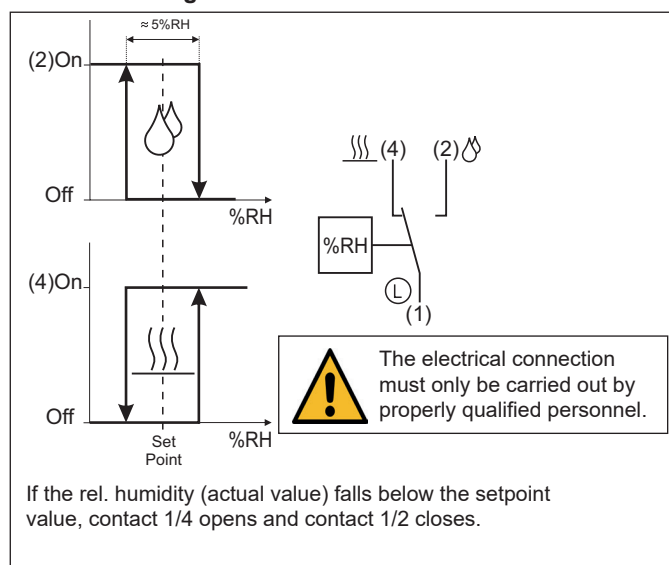 ≈ 5%RH
(2)On
Off
%RH
(4)On
Off
Set
Point
%RH
(4) (2)
%RH
L
(1)
The electrical connection
must only be carried out by
properly qualified personnel.
If the rel. humidity (actual value) falls below the setpoint
value, contact 1/4 opens and contact 1/2 closes.